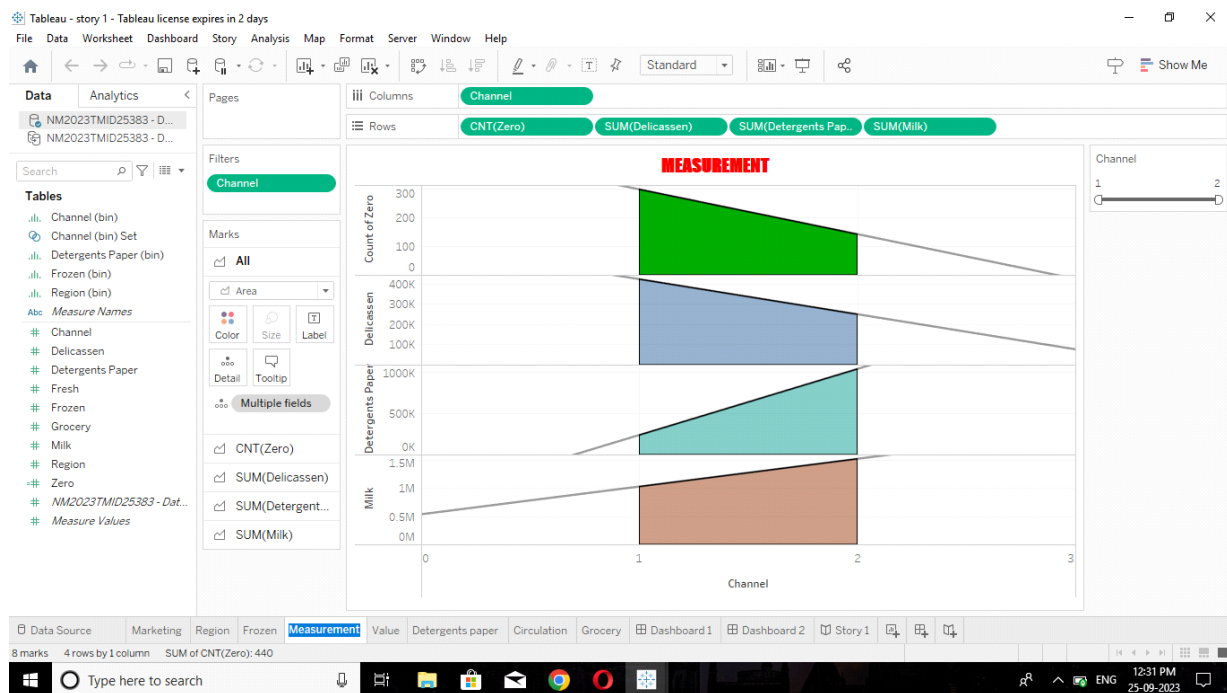 Tableau - story 1 - Tableau license expires in 2 days
File Data Worksheet Dashboard Story Analysis Map Format Server Window Help
Standard
Show Me
Data Analytics
NM2023TMID25383 - D...
NM2023TMID25383 - D...
Search
Tables
Channel (bin)
Channel (bin) Set
Detergents Paper (bin)
Frozen (bin)
Region (bin)
Abc Measure Names
# Channel
# Delicassen
# Detergents Paper
# Fresh
# Frozen
# Grocery
# Milk
# Region
=# Zero
# NM2023TMID25383 - Dat...
# Measure Values
Pages
Filters
Channel
Marks
All
Area
Color Size Label
Detail Tooltip
Multiple fields
CNT(Zero)
SUM(Delicassen)
SUM(Detergent...
SUM(Milk)
Columns Channel
Rows CNT(Zero) SUM(Delicassen) SUM(Detergents Pap.. SUM(Milk)
MEASUREMENT
Count of Zero
300
200
100
0
Delicassen
400K
300K
200K
100K
Detergents Paper
1000K
500K
0K
Milk
1.5M
1M
0.5M
0M
0 1 2 3
Channel
Channel
1 2
Data Source Marketing Region Frozen Measurement Value Detergents paper Circulation Grocery Dashboard 1 Dashboard 2 Story 1
8 marks 4 rows by 1 column SUM of CNT(Zero): 440
Type here to search
ENG
12:31 PM
25-09-2023